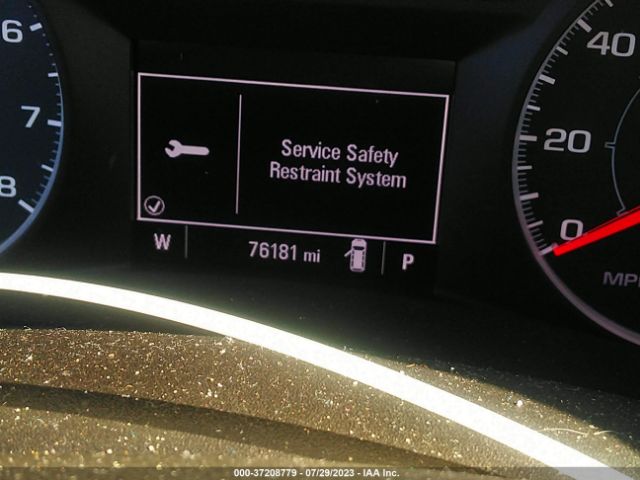 6
7
8
Service Safety
Restraint System
W
76181 mi
P
40
20
0
000-37208779 - 07/29/2023 - IAA Inc.